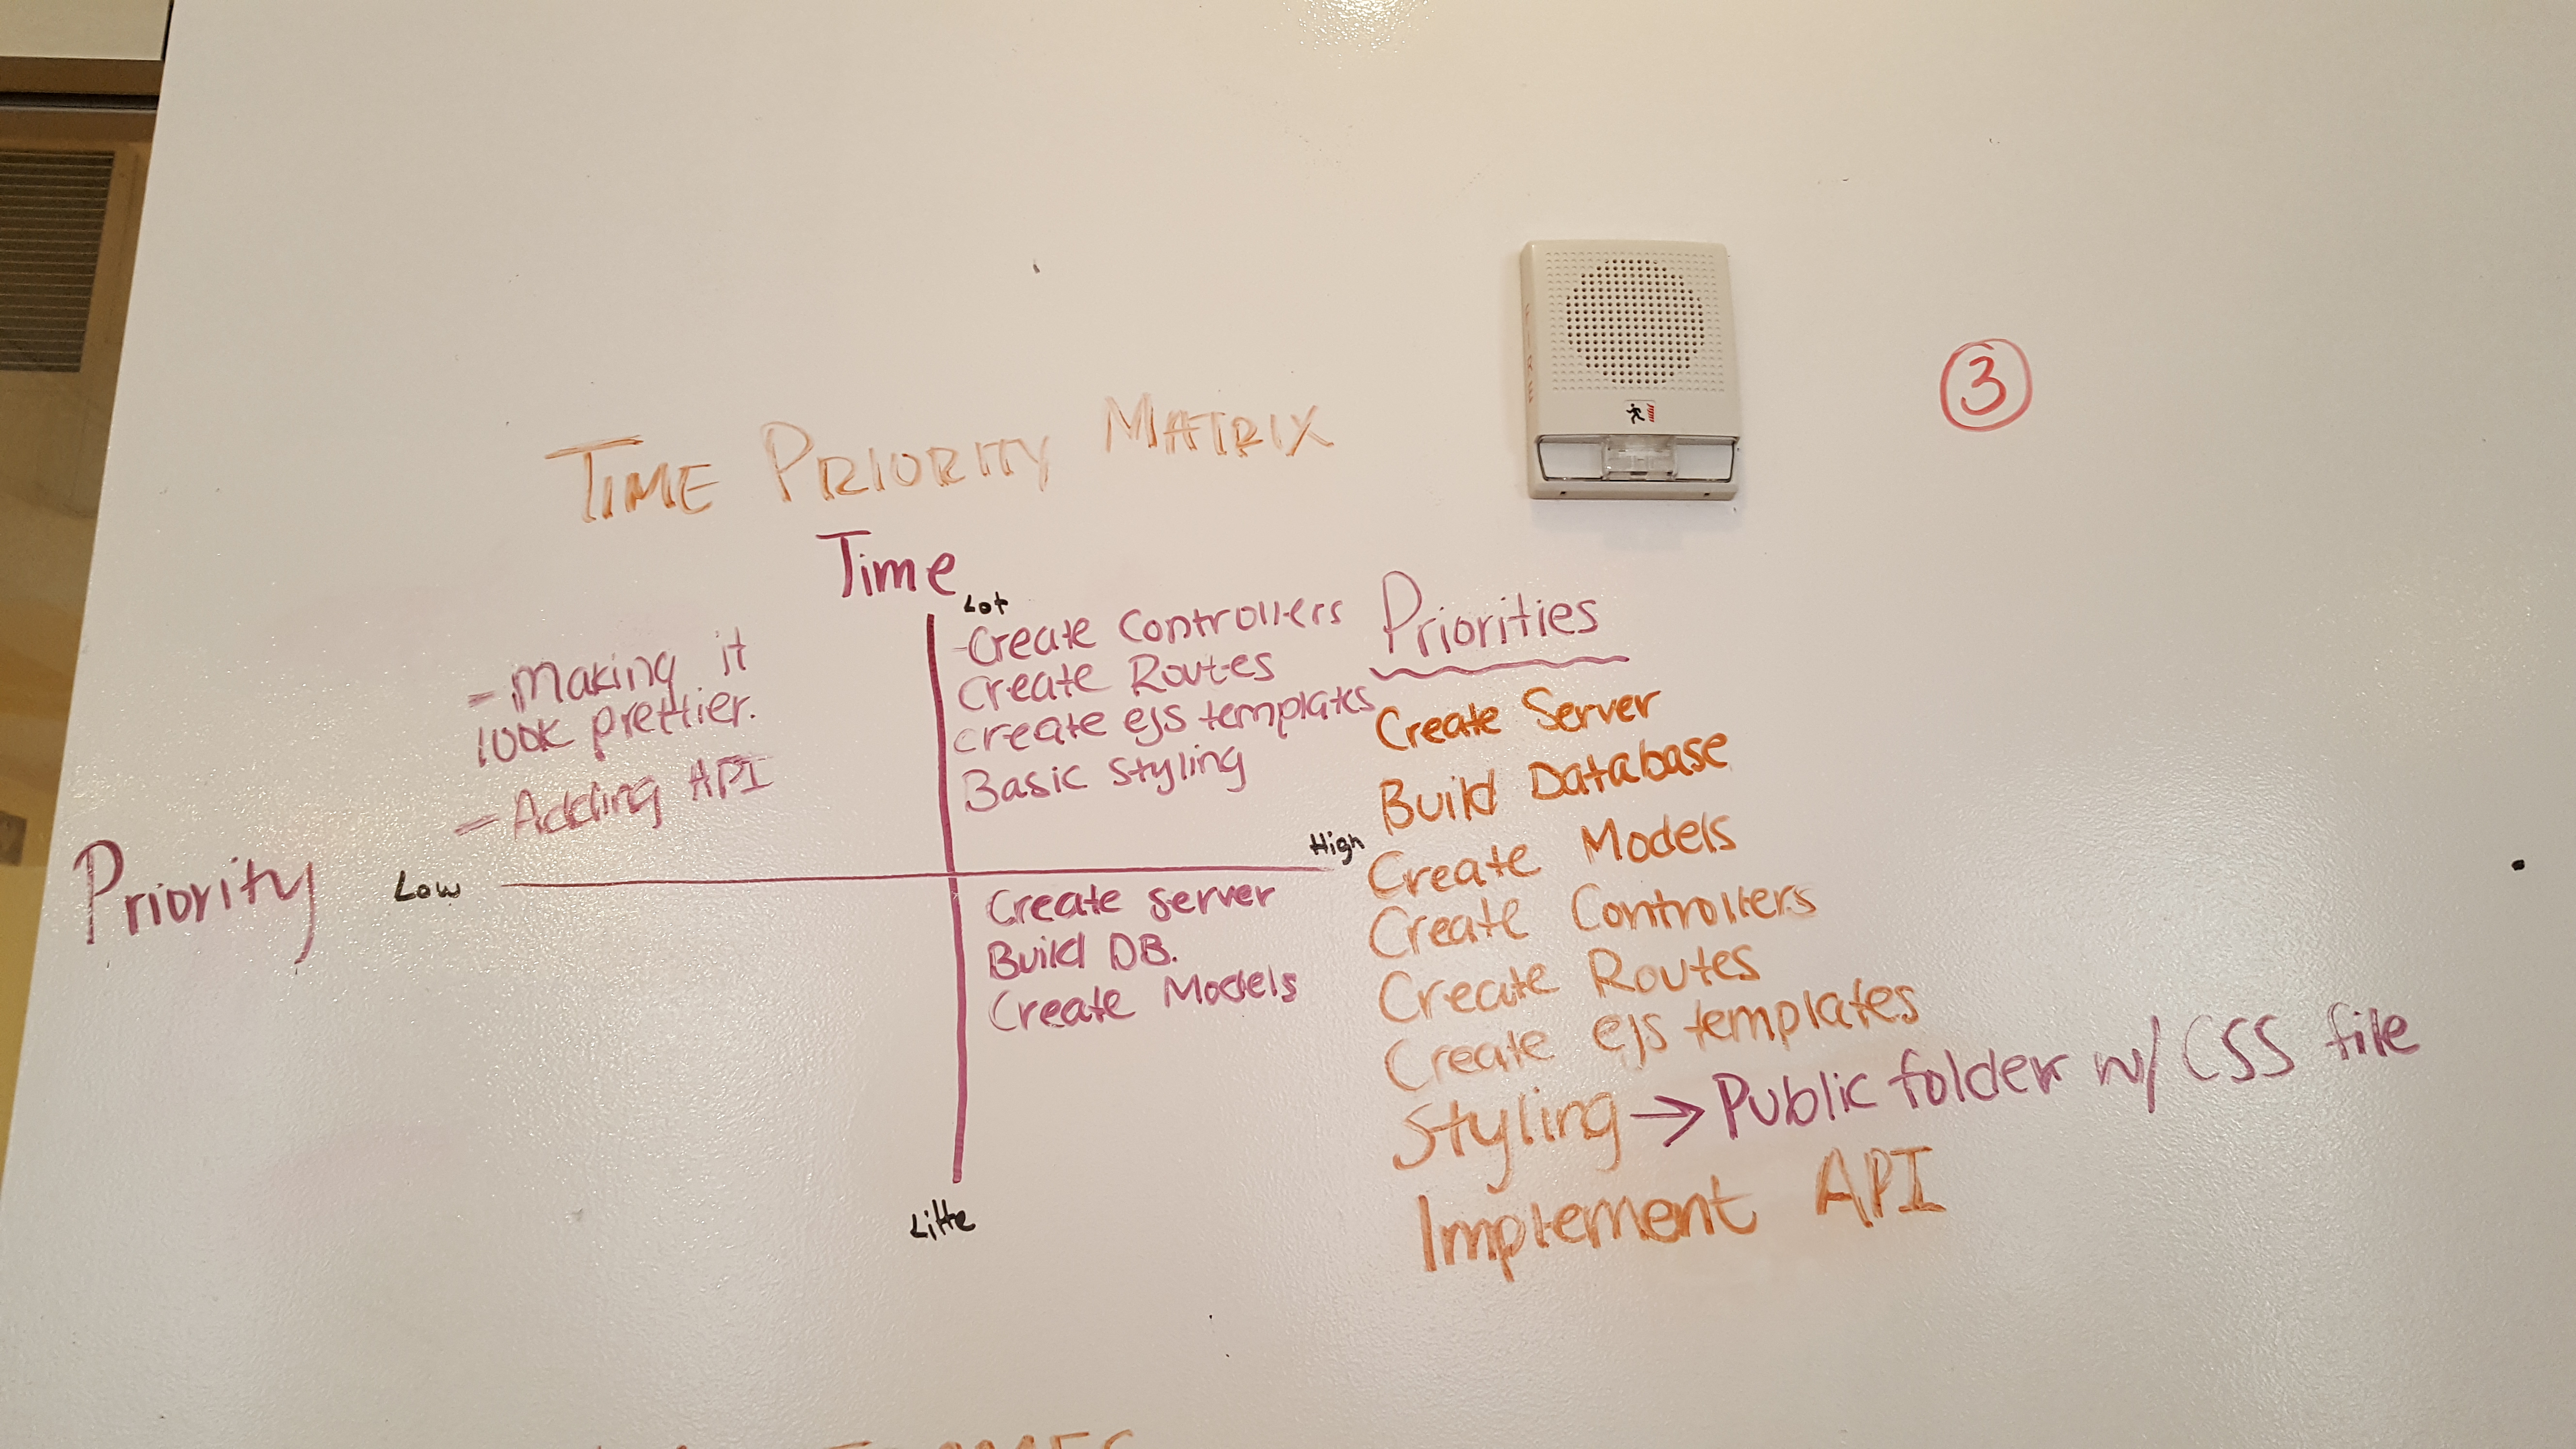 3
TIME PRIORITY MATRIX
Time
Lot
- Making it
look prettier.
- Adding API
-Create Controllers
Create Routes
create ejs templates
Basic styling
Priority
Low
High
Create server
Build DB.
Create Models
Litte
Priorities
Create Server
Build Database
Create Models
Create Controllers
Create Routes
Create ejs templates
Styling → Public folder w/ CSS file
Implement API